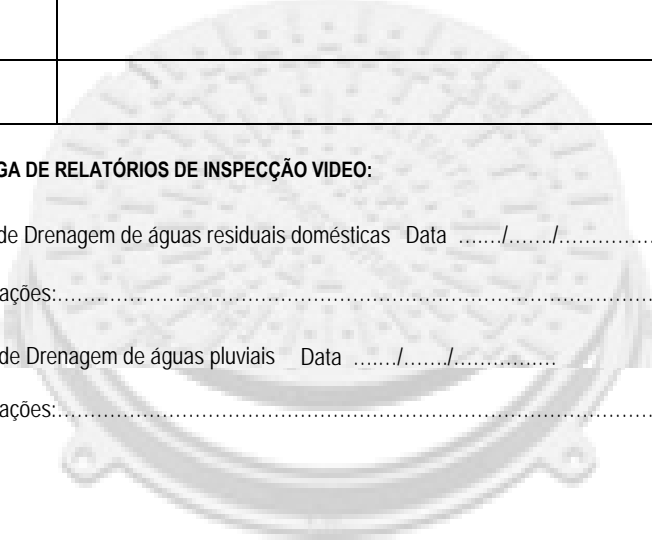 GA DE RELATÓRIOS DE INSPECÇÃO VIDEO:
de Drenagem de águas residuais domésticas Data ……./……./……………
ações:……………………………………………………………………………………………
de Drenagem de águas pluviais Data ……./……./………………
ações:……………………………………………………………………………………………